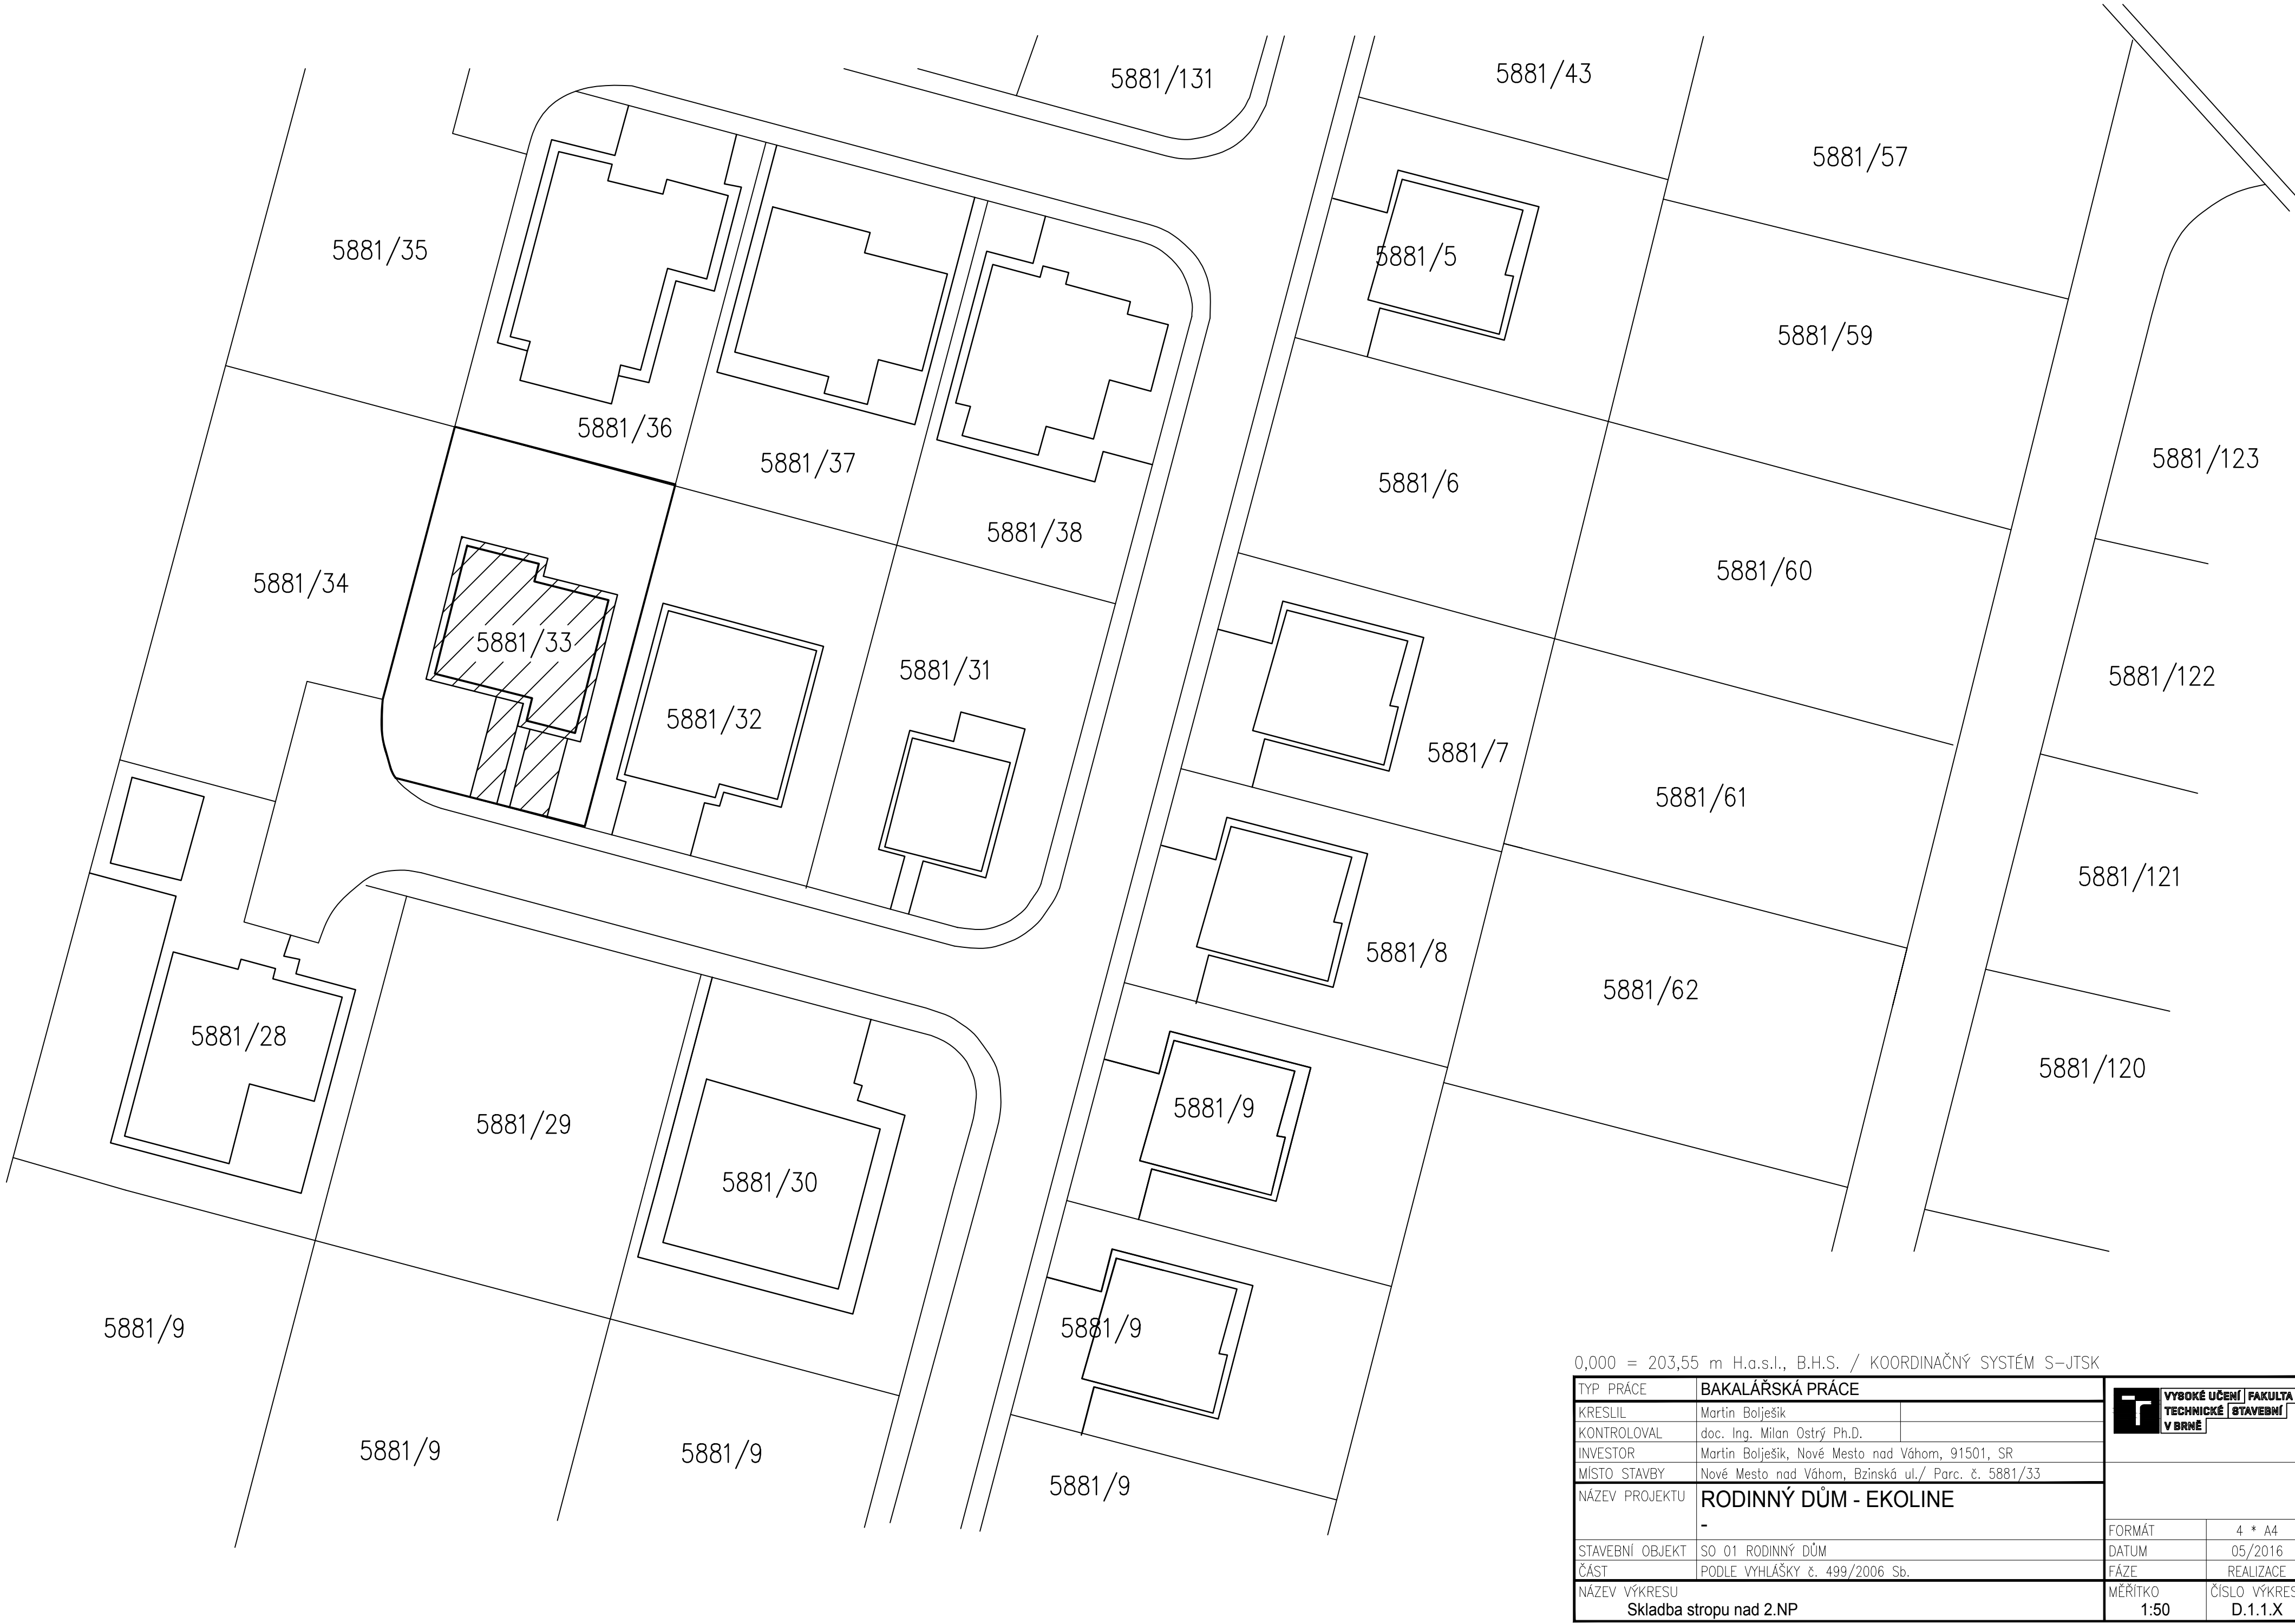 5881/131
5881/43
5881/57
5881/35
5881/5
5881/59
5881/36
5881/37
5881/123
5881/6
5881/38
5881/34
5881/60
5881/33
5881/31
5881/122
5881/32
5881/7
5881/61
5881/121
5881/8
5881/62
5881/28
5881/120
5881/9
5881/29
5881/30
5881/9
5881/9
5881/9
5881/9
5881/9
0,000 = 203,55 m H.a.s.l., B.H.S. / KOORDINAČNÝ SYSTÉM S-JTSK
TYP PRÁCE BAKALÁŘSKÁ PRÁCE
KRESLIL Martin Bolješik
KONTROLOVAL doc. Ing. Milan Ostrý Ph.D.
INVESTOR Martin Bolješik, Nové Mesto nad Váhom, 91501, SR
MÍSTO STAVBY Nové Mesto nad Váhom, Bzinská ul./ Parc. č. 5881/33
NÁZEV PROJEKTU RODINNÝ DŮM - EKOLINE
-
STAVEBNÍ OBJEKT SO 01 RODINNÝ DŮM
ČÁST PODLE VYHLÁŠKY č. 499/2006 Sb.
NÁZEV VÝKRESU
Skladba stropu nad 2.NP
VYSOKÉ UČENÍ FAKULTA
TECHNICKÉ STAVEBNÍ
V BRNĚ
FORMÁT 4 * A4
DATUM 05/2016
FÁZE REALIZACE
MĚŘÍTKO ČÍSLO VÝKRES
1:50 D.1.1.X